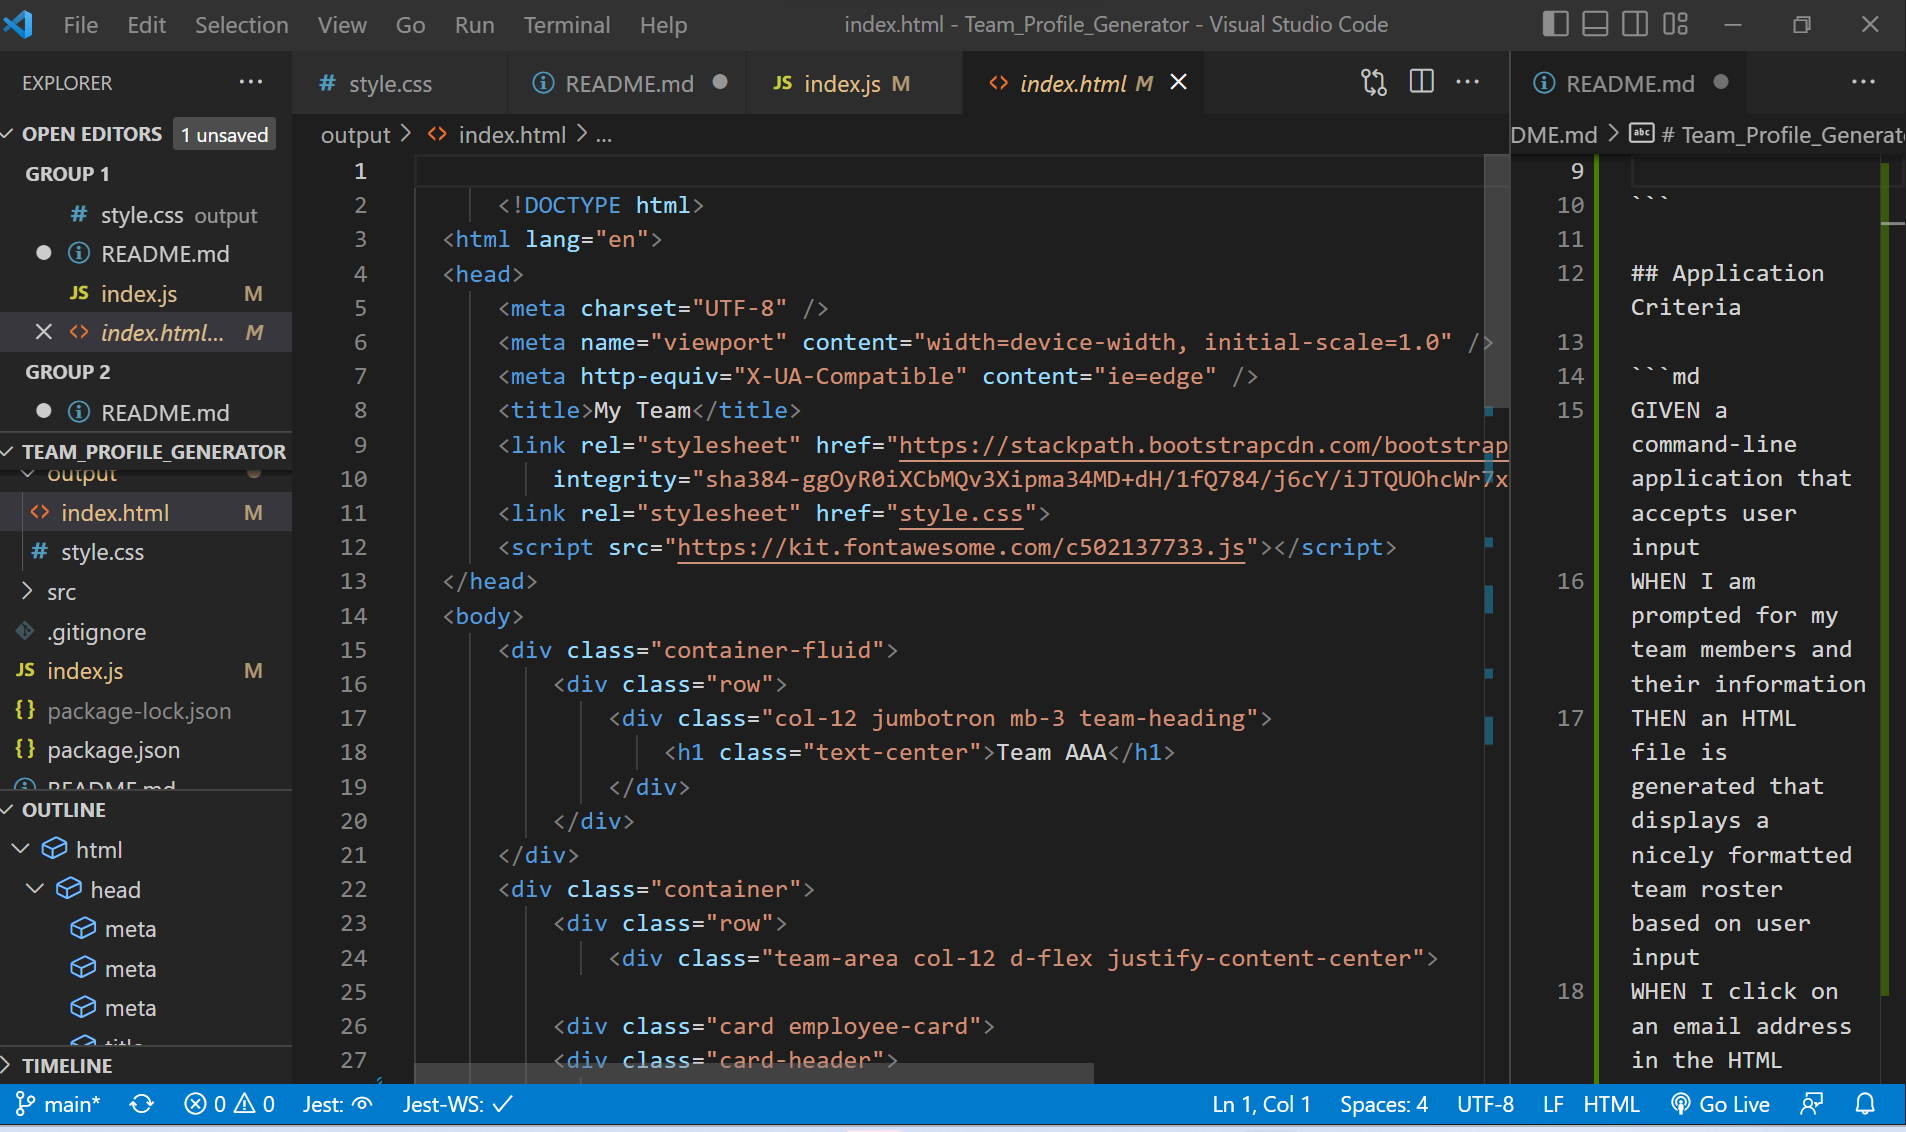 File Edit Selection View Go Run Terminal Help index.html - Team_Profile_Generator - Visual Studio Code
EXPLORER ···
OPEN EDITORS 1 unsaved
GROUP 1
# style.css output
README.md
JS index.js M
<> index.html... M
GROUP 2
README.md
TEAM_PROFILE_GENERATOR
output
<> index.html M
# style.css
src
.gitignore
JS index.js M
{} package-lock.json
{} package.json
README.md
OUTLINE
html
head
meta
meta
meta
title
TIMELINE
# style.css README.md JS index.js M <> index.html M
output > <> index.html > ...
1
2 <!DOCTYPE html>
3 <html lang="en">
4 <head>
5 <meta charset="UTF-8" />
6 <meta name="viewport" content="width=device-width, initial-scale=1.0" />
7 <meta http-equiv="X-UA-Compatible" content="ie=edge" />
8 <title>My Team</title>
9 <link rel="stylesheet" href="https://stackpath.bootstrapcdn.com/bootstrap
10 integrity="sha384-ggOyR0iXCbMQv3Xipma34MD+dH/1fQ784/j6cY/iJTQUOhcWr7x
11 <link rel="stylesheet" href="style.css">
12 <script src="https://kit.fontawesome.com/c502137733.js"></script>
13 </head>
14 <body>
15 <div class="container-fluid">
16 <div class="row">
17 <div class="col-12 jumbotron mb-3 team-heading">
18 <h1 class="text-center">Team AAA</h1>
19 </div>
20 </div>
21 </div>
22 <div class="container">
23 <div class="row">
24 <div class="team-area col-12 d-flex justify-content-center">
25
26 <div class="card employee-card">
27 <div class="card-header">
README.md ···
DME.md > # Team_Profile_Generato
9
10 ```
11
12 ## Application
Criteria
13
14 ```md
15 GIVEN a
command-line
application that
accepts user
input
16 WHEN I am
prompted for my
team members and
their information
17 THEN an HTML
file is
generated that
displays a
nicely formatted
team roster
based on user
input
18 WHEN I click on
an email address
in the HTML
main* 0 0 Jest: Jest-WS: Ln 1, Col 1 Spaces: 4 UTF-8 LF HTML Go Live